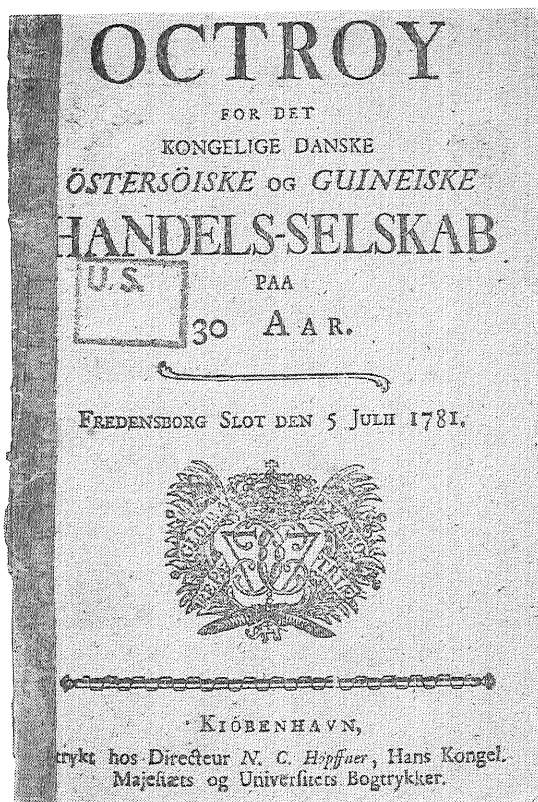 OCTROY
FOR DET
KONGELIGE DANSKE
ÖSTERSÖISKE OG GUINEISKE
HANDELS-SELSKAB
U. S.
PAA
30 AAR.
FREDENSBORG SLOT DEN 5 JULII 1781.
KIÖBENHAVN,
trykt hos Directeur N. C. Höpffner, Hans Kongel.
Majestæts og Universitets Bogtrykker.